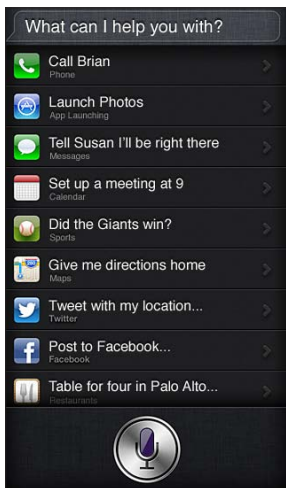 What can I help you with?
Call Brian
Phone
Launch Photos
App Launching
Tell Susan I'll be right there
Messages
Set up a meeting at 9
Calendar
Did the Giants win?
Sports
Give me directions home
Maps
Tweet with my location...
Twitter
Post to Facebook...
Facebook
Table for four in Palo Alto...
Restaurants